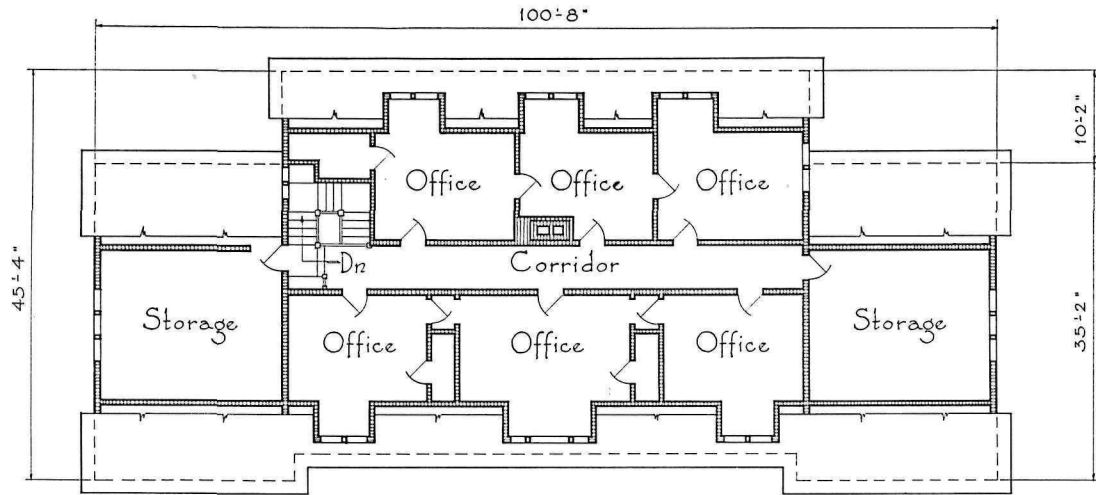 100'-8"
10'-2"
Office
Office
Office
45'-4"
Dn
Corridor
Storage
Office
Office
Office
Storage
35'-2"